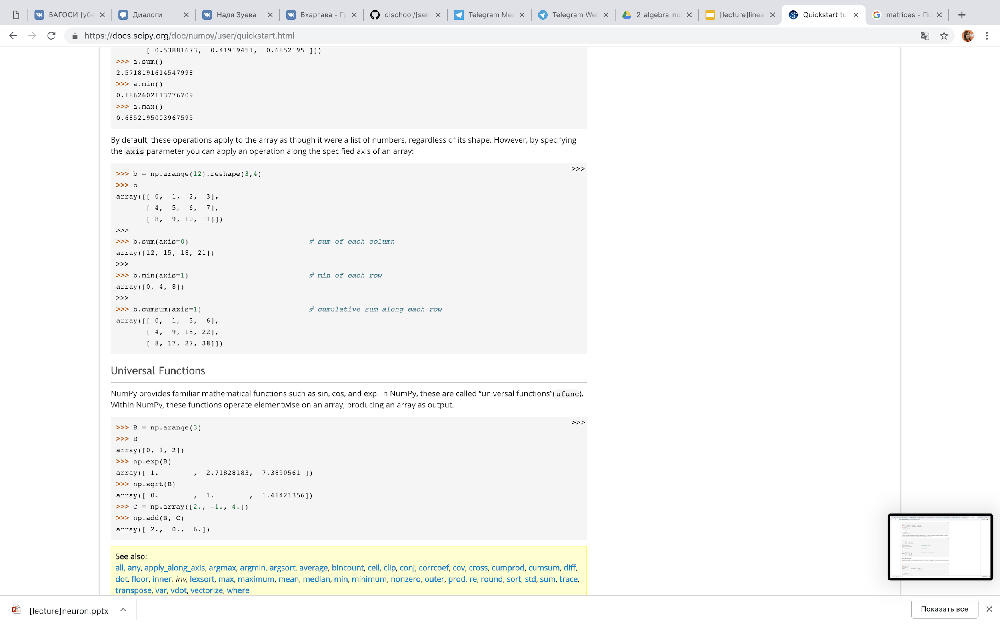 БАГОСИ [убе
Диалоги
Надя Зуева
Бхаргава - Гр
dlschool/[sem
Telegram Mes
Telegram Web
2_algebra_nu
[lecture]linea
Quickstart tut
matrices - По
https://docs.scipy.org/doc/numpy/user/quickstart.html
[ 0.53881673,  0.41919451,  0.6852195 ]])
>>> a.sum()
2.5718191614547998
>>> a.min()
0.1862602113776709
>>> a.max()
0.6852195003967595
By default, these operations apply to the array as though it were a list of numbers, regardless of its shape. However, by specifying
the axis parameter you can apply an operation along the specified axis of an array:
>>>
>>> b = np.arange(12).reshape(3,4)
>>> b
array([[ 0,  1,  2,  3],
[ 4,  5,  6,  7],
[ 8,  9, 10, 11]])
>>>
>>> b.sum(axis=0)                            # sum of each column
array([12, 15, 18, 21])
>>>
>>> b.min(axis=1)                            # min of each row
array([0, 4, 8])
>>>
>>> b.cumsum(axis=1)                         # cumulative sum along each row
array([[ 0,  1,  3,  6],
[ 4,  9, 15, 22],
[ 8, 17, 27, 38]])
Universal Functions
NumPy provides familiar mathematical functions such as sin, cos, and exp. In NumPy, these are called “universal functions”(ufunc).
Within NumPy, these functions operate elementwise on an array, producing an array as output.
>>>
>>> B = np.arange(3)
>>> B
array([0, 1, 2])
>>> np.exp(B)
array([ 1.        ,  2.71828183,  7.3890561 ])
>>> np.sqrt(B)
array([ 0.        ,  1.        ,  1.41421356])
>>> C = np.array([2., -1., 4.])
>>> np.add(B, C)
array([ 2.,  0.,  6.])
See also:
all, any, apply_along_axis, argmax, argmin, argsort, average, bincount, ceil, clip, conj, corrcoef, cov, cross, cumprod, cumsum, diff,
dot, floor, inner, inv, lexsort, max, maximum, mean, median, min, minimum, nonzero, outer, prod, re, round, sort, std, sum, trace,
transpose, var, vdot, vectorize, where
[lecture]neuron.pptx
Показать все